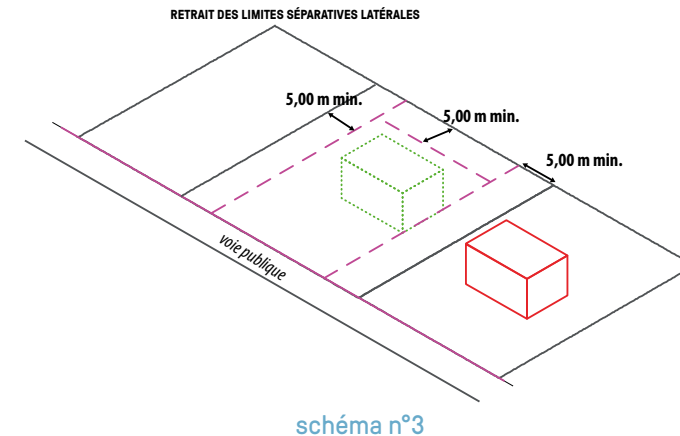 RETRAIT DES LIMITES SÉPARATIVES LATÉRALES
5,00 m min.
5,00 m min.
5,00 m min.
voie publique
schéma n°3